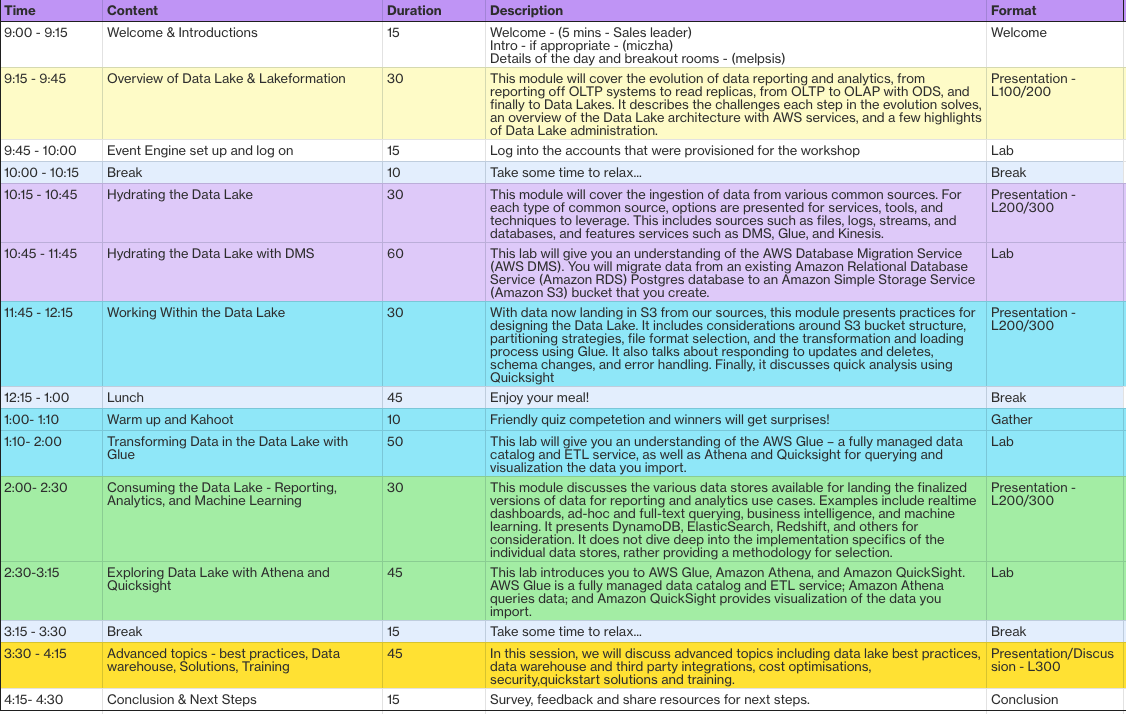 Time Content Duration Description Format
9:00 - 9:15 Welcome & Introductions 15 Welcome - (5 mins - Sales leader) Welcome
Intro - if appropriate - (miczha)
Details of the day and breakout rooms - (melpsis)
9:15 - 9:45 Overview of Data Lake & Lakeformation 30 This module will cover the evolution of data reporting and analytics, from Presentation -
reporting off OLTP systems to read replicas, from OLTP to OLAP with ODS, and L100/200
finally to Data Lakes. It describes the challenges each step in the evolution solves,
an overview of the Data Lake architecture with AWS services, and a few highlights
of Data Lake administration.
9:45 - 10:00 Event Engine set up and log on 15 Log into the accounts that were provisioned for the workshop Lab
10:00 - 10:15 Break 10 Take some time to relax... Break
10:15 - 10:45 Hydrating the Data Lake 30 This module will cover the ingestion of data from various common sources. For Presentation -
each type of common source, options are presented for services, tools, and L200/300
techniques to leverage. This includes sources such as files, logs, streams, and
databases, and features services such as DMS, Glue, and Kinesis.
10:45 - 11:45 Hydrating the Data Lake with DMS 60 This lab will give you an understanding of the AWS Database Migration Service Lab
(AWS DMS). You will migrate data from an existing Amazon Relational Database
Service (Amazon RDS) Postgres database to an Amazon Simple Storage Service
(Amazon S3) bucket that you create.
11:45 - 12:15 Working Within the Data Lake 30 With data now landing in S3 from our sources, this module presents practices for Presentation -
designing the Data Lake. It includes considerations around S3 bucket structure, L200/300
partitioning strategies, file format selection, and the transformation and loading
process using Glue. It also talks about responding to updates and deletes,
schema changes, and error handling. Finally, it discusses quick analysis using
Quicksight
12:15 - 1:00 Lunch 45 Enjoy your meal! Break
1:00- 1:10 Warm up and Kahoot 10 Friendly quiz competetion and winners will get surprises! Gather
1:10- 2:00 Transforming Data in the Data Lake with 50 This lab will give you an understanding of the AWS Glue – a fully managed data Lab
Glue catalog and ETL service, as well as Athena and Quicksight for querying and
visualization the data you import.
2:00- 2:30 Consuming the Data Lake - Reporting, 30 This module discusses the various data stores available for landing the finalized Presentation -
Analytics, and Machine Learning versions of data for reporting and analytics use cases. Examples include realtime L200/300
dashboards, ad-hoc and full-text querying, business intelligence, and machine
learning. It presents DynamoDB, ElasticSearch, Redshift, and others for
consideration. It does not dive deep into the implementation specifics of the
individual data stores, rather providing a methodology for selection.
2:30-3:15 Exploring Data Lake with Athena and 45 This lab introduces you to AWS Glue, Amazon Athena, and Amazon QuickSight. Lab
Quicksight AWS Glue is a fully managed data catalog and ETL service; Amazon Athena
queries data; and Amazon QuickSight provides visualization of the data you
import.
3:15 - 3:30 Break 15 Take some time to relax... Break
3:30 - 4:15 Advanced topics - best practices, Data 45 In this session, we will discuss advanced topics including data lake best practices, Presentation/Discus
warehouse, Solutions, Training data warehouse and third party integrations, cost optimisations, sion - L300
security,quickstart solutions and training.
4:15- 4:30 Conclusion & Next Steps 15 Survey, feedback and share resources for next steps. Conclusion